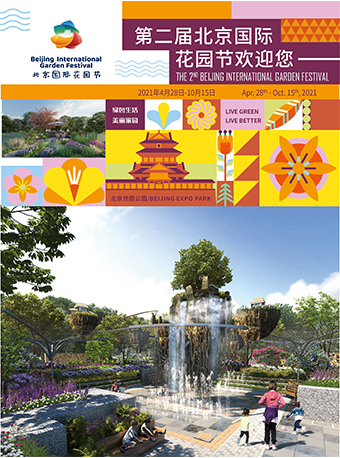 Beijing International
Garden Festival
北京国际花园节
第二届北京国际
花园节欢迎您
THE 2ND BEIJING INTERNATIONAL GARDEN FESTIVAL
2021年4月28日-10月15日
Apr. 28th - Oct. 15th, 2021
绿色生活
美丽家园
LIVE GREEN
LIVE BETTER
北京世园公园/BEIJING EXPO PARK